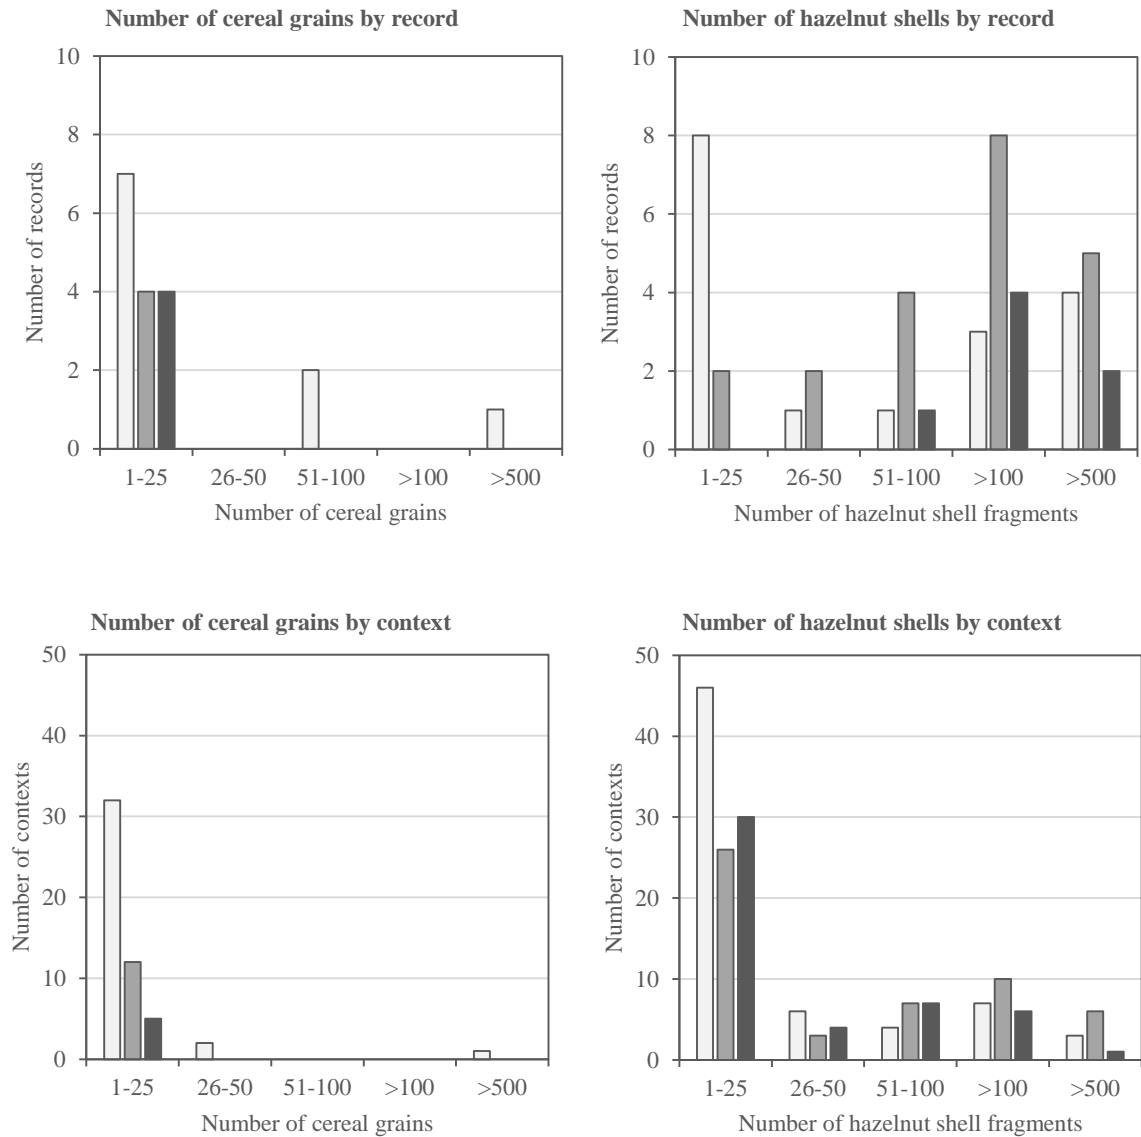 Number of cereal grains by record
10
8
6
4
2
0
Number of records
1-25 26-50 51-100 >100 >500
Number of cereal grains
Number of hazelnut shells by record
10
8
6
4
2
0
Number of records
1-25 26-50 51-100 >100 >500
Number of hazelnut shell fragments
Number of cereal grains by context
50
40
30
20
10
0
Number of contexts
1-25 26-50 51-100 >100 >500
Number of cereal grains
Number of hazelnut shells by context
50
40
30
20
10
0
Number of contexts
1-25 26-50 51-100 >100 >500
Number of hazelnut shell fragments